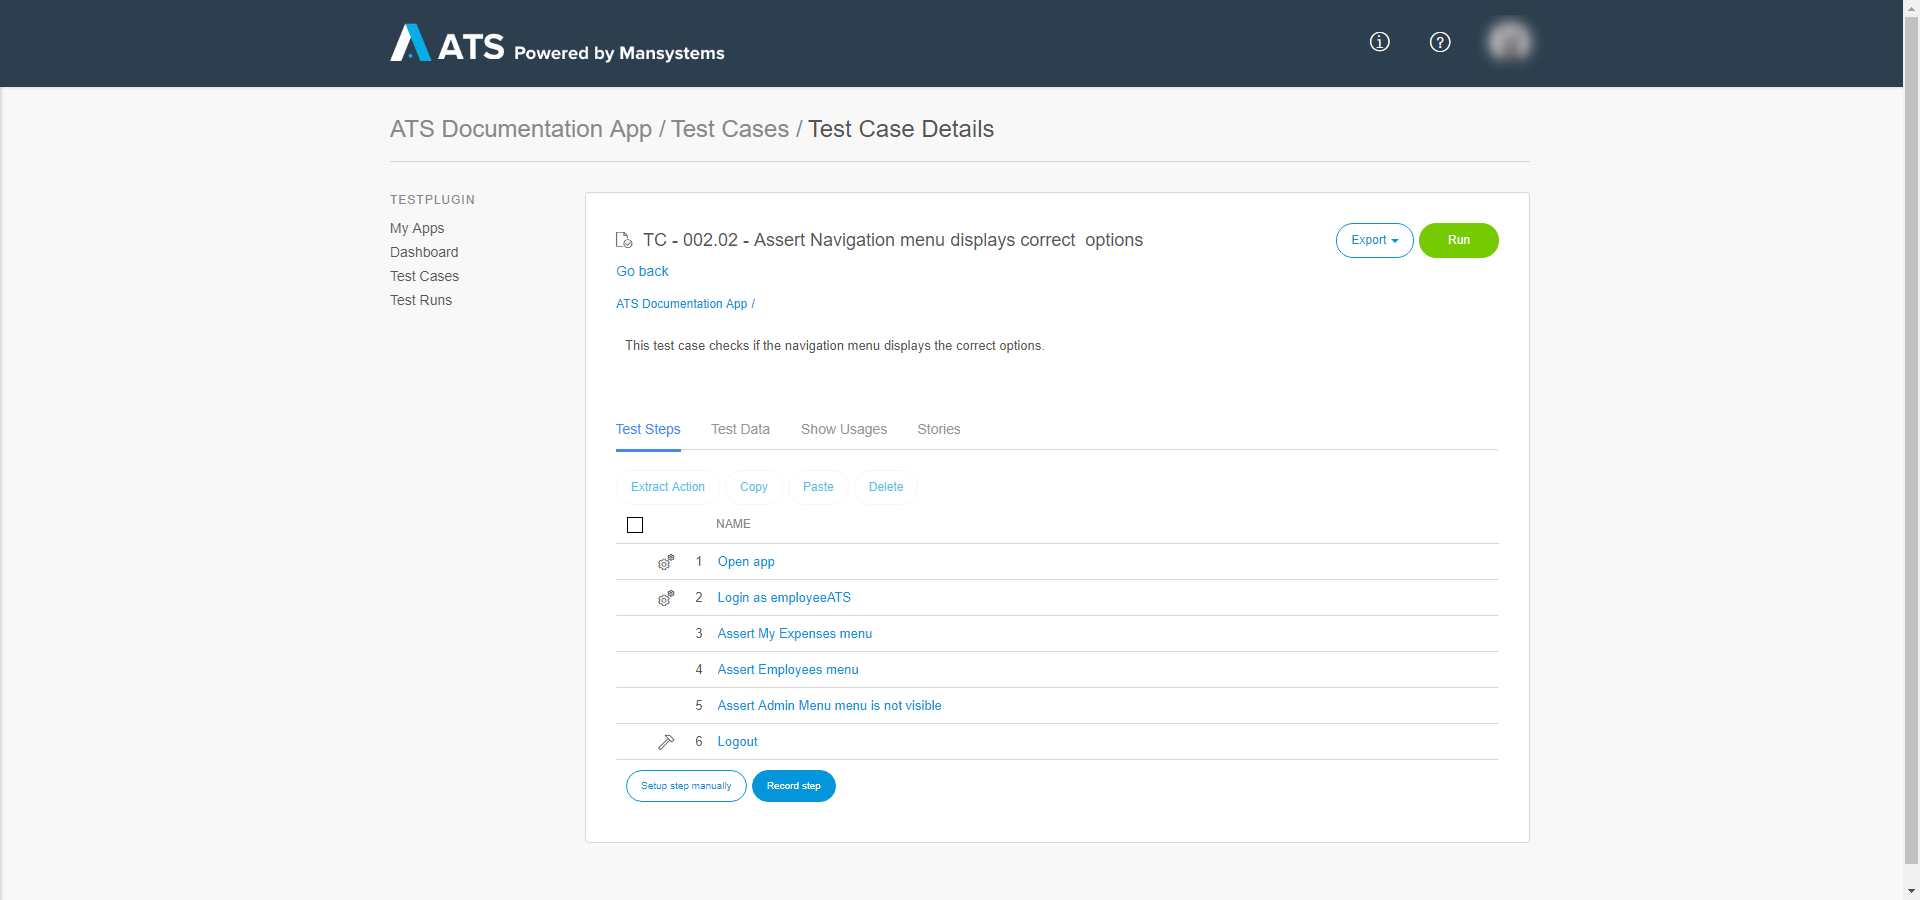 ATS Powered by Mansystems
ATS Documentation App / Test Cases / Test Case Details
TESTPLUGIN
My Apps
Dashboard
Test Cases
Test Runs
TC - 002.02 - Assert Navigation menu displays correct  options
Export
Run
Go back
ATS Documentation App /
This test case checks if the navigation menu displays the correct options.
Test Steps
Test Data
Show Usages
Stories
Extract Action
Copy
Paste
Delete
NAME
1 Open app
2 Login as employeeATS
3 Assert My Expenses menu
4 Assert Employees menu
5 Assert Admin Menu menu is not visible
6 Logout
Setup step manually
Record step